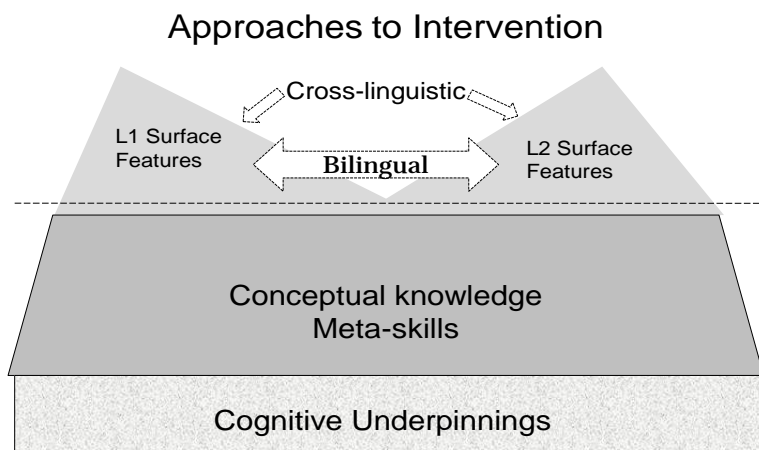 Approaches to Intervention
Cross-linguistic
L1 Surface
Features
Bilingual
L2 Surface
Features
Conceptual knowledge
Meta-skills
Cognitive Underpinnings